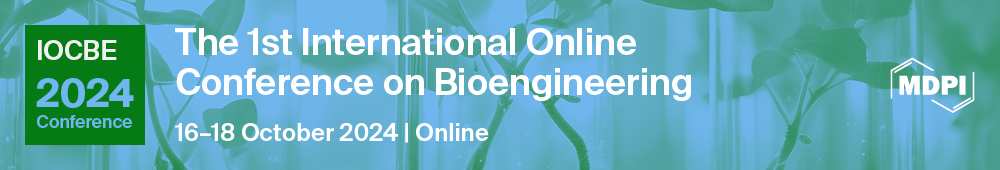 IOCBE
2024
Conference
The 1st International Online
Conference on Bioengineering
16–18 October 2024 | Online
MDPI